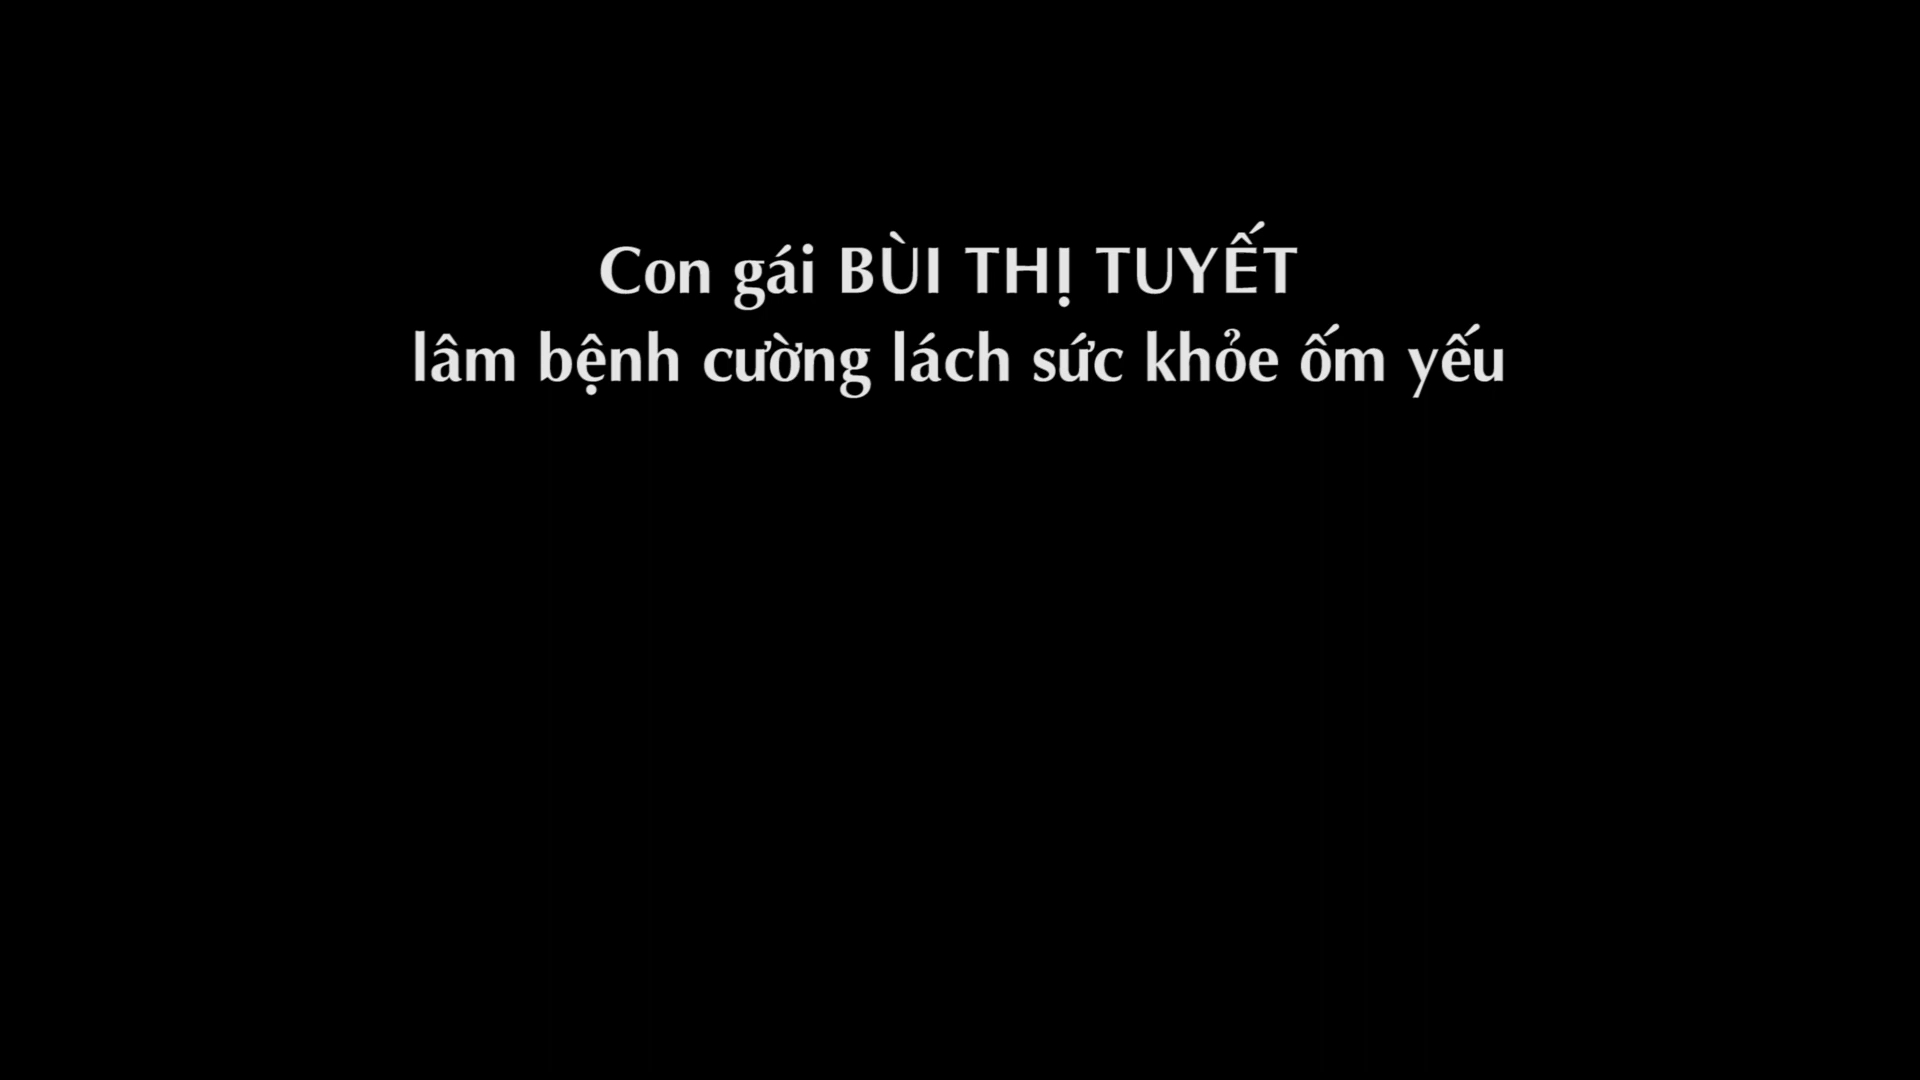 Con gái BÙI THỊ TUYẾT
lâm bệnh cường lách sức khỏe ốm yếu